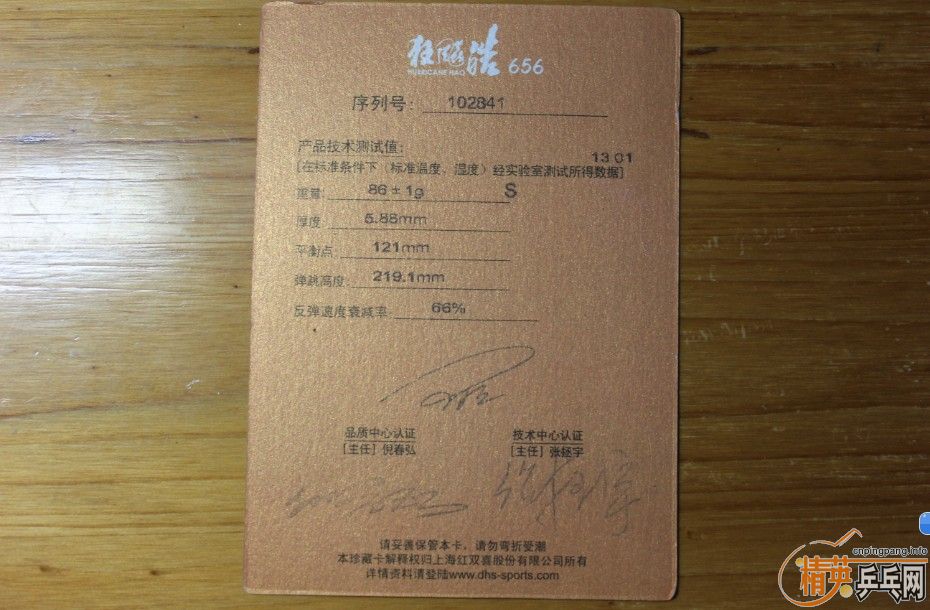 狂飚皓 656
HURRICANE HAO
序列号: 102841
产品技术测试值:
13 01
[在标准条件下（标准温度、湿度）经实验室测试所得数据]
重量: 86±1g S
厚度: 5.88mm
平衡点: 121mm
弹跳高度: 219.1mm
反弹速度衰减率: 66%
品质中心认证 技术中心认证
[主任] 倪春弘 [主任] 张拯宇
请妥善保管本卡，请勿弯折受潮
本珍藏卡解释权归上海红双喜股份有限公司所有
详情资料请登陆www.dhs-sports.com
cnpingpang.info
精英乒乓网